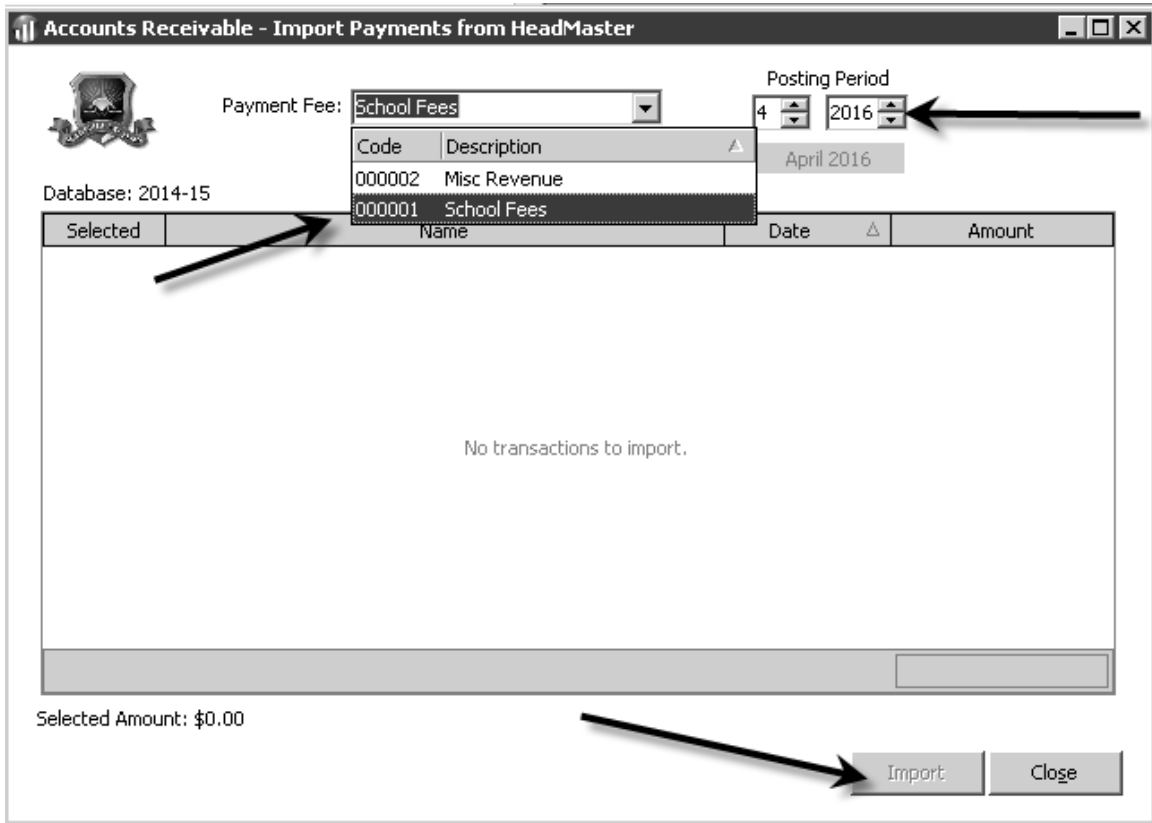 Accounts Receivable - Import Payments from HeadMaster
Posting Period
Payment Fee: School Fees 4 2016
Code Description
April 2016
000002 Misc Revenue
Database: 2014-15
000001 School Fees
Selected Name Date Amount
No transactions to import.
Selected Amount: $0.00
Import Close